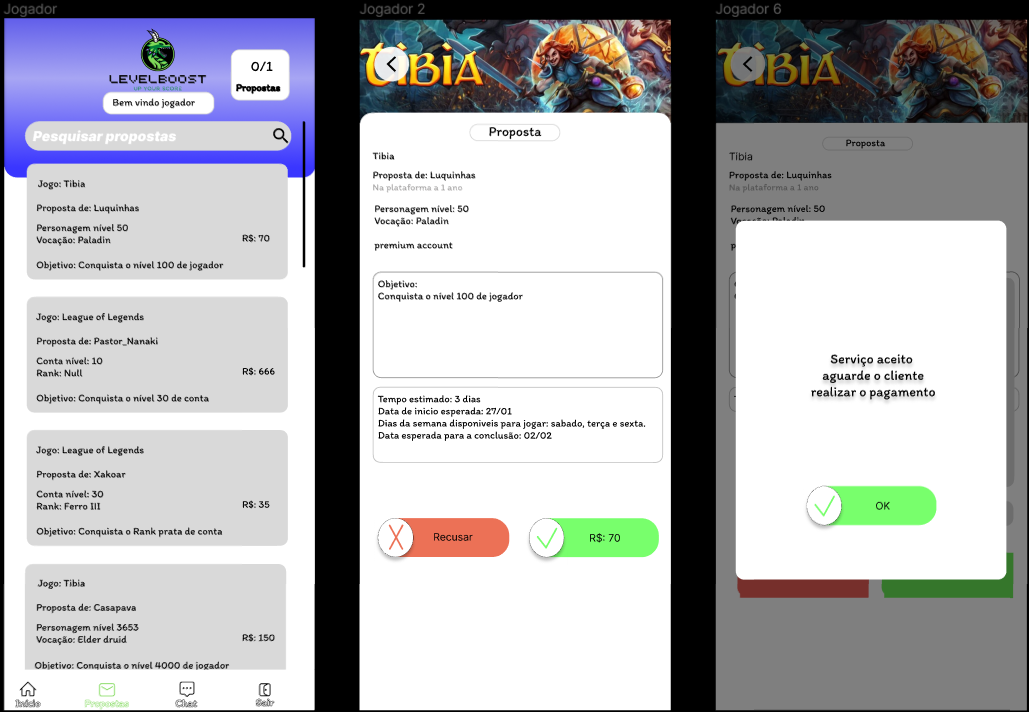 Jogador
LEVELBOOST
UP YOUR SCORE
Bem vindo jogador
0/1
Propostas
Pesquisar propostas
Jogo: Tibia
Proposta de: Luquinhas
Personagem nível 50
Vocação: Paladin
R$: 70
Objetivo: Conquista o nível 100 de jogador
Jogo: League of Legends
Proposta de: Pastor_Nanaki
Conta nível: 10
Rank: Null
R$: 666
Objetivo: Conquista o nível 30 de conta
Jogo: League of Legends
Proposta de: Xakoar
Conta nível: 30
Rank: Ferro III
R$: 35
Objetivo: Conquista o Rank prata de conta
Jogo: Tibia
Proposta de: Casapava
Personagem nível 3653
Vocação: Elder druid
R$: 150
Objetivo: Conquista o nível 4000 de jogador
Início
Propostas
Chat
Sair
Jogador 2
TIBIA
Proposta
Tibia
Proposta de: Luquinhas
Na plataforma a 1 ano
Personagem nível: 50
Vocação: Paladin
premium account
Objetivo:
Conquista o nível 100 de jogador
Tempo estimado: 3 dias
Data de inicio esperada: 27/01
Dias da semana disponiveis para jogar: sabado, terça e sexta.
Data esperada para a conclusão: 02/02
Recusar
R$: 70
Jogador 6
TIBIA
Proposta
Tibia
Proposta de: Luquinhas
Na plataforma a 1 ano
Personagem nível: 50
Vocação: Paladin
Serviço aceito
aguarde o cliente
realizar o pagamento
OK